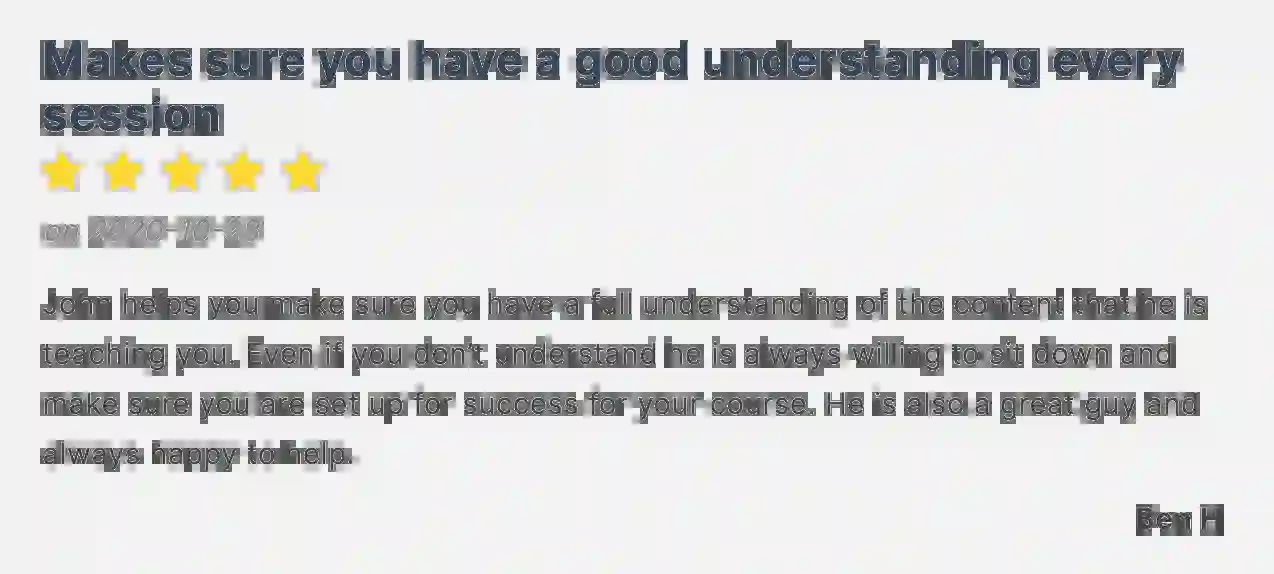 Makes sure you have a good understanding every
session
on 2020-10-23
John helps you make sure you have a full understanding of the content that he is
teaching you. Even if you don't understand he is always willing to sit down and
make sure you are set up for success for your course. He is also a great guy and
always happy to help.
Ben H